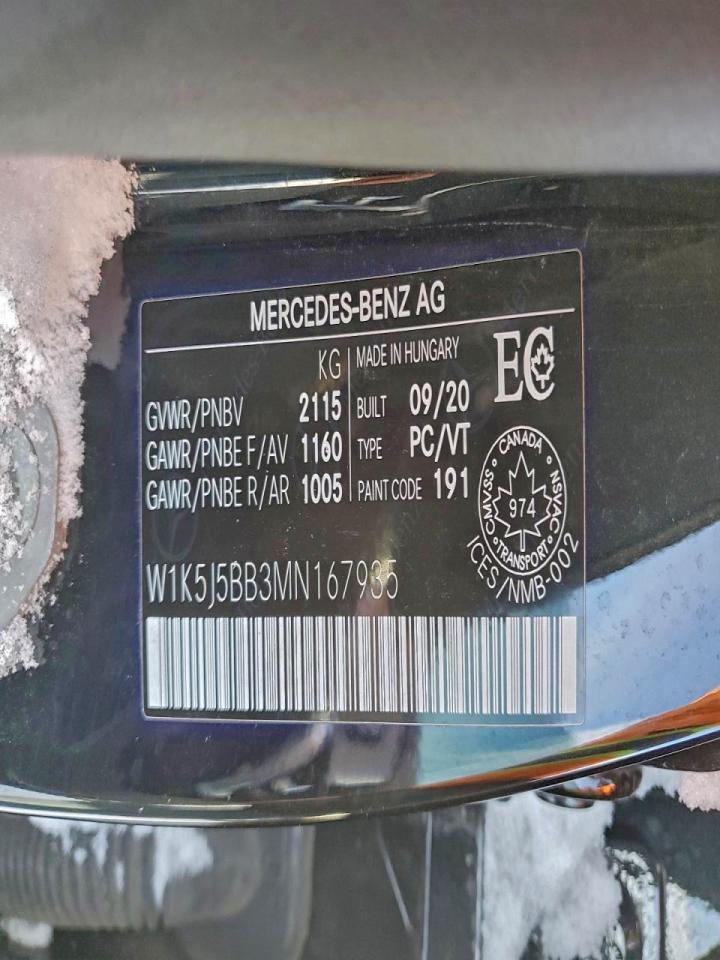 MERCEDES-BENZ AG
KG
GVWR/PNBV 2115
GAWR/PNBE F/AV 1160
GAWR/PNBE R/AR 1005
MADE IN HUNGARY
BUILT 09/20
TYPE PC/VT
PAINT CODE 191
EC
CANADA
CMVSS
NSVAC
974
TRANSPORT
ICES/NMB-002
W1K5J5BB3MN167935